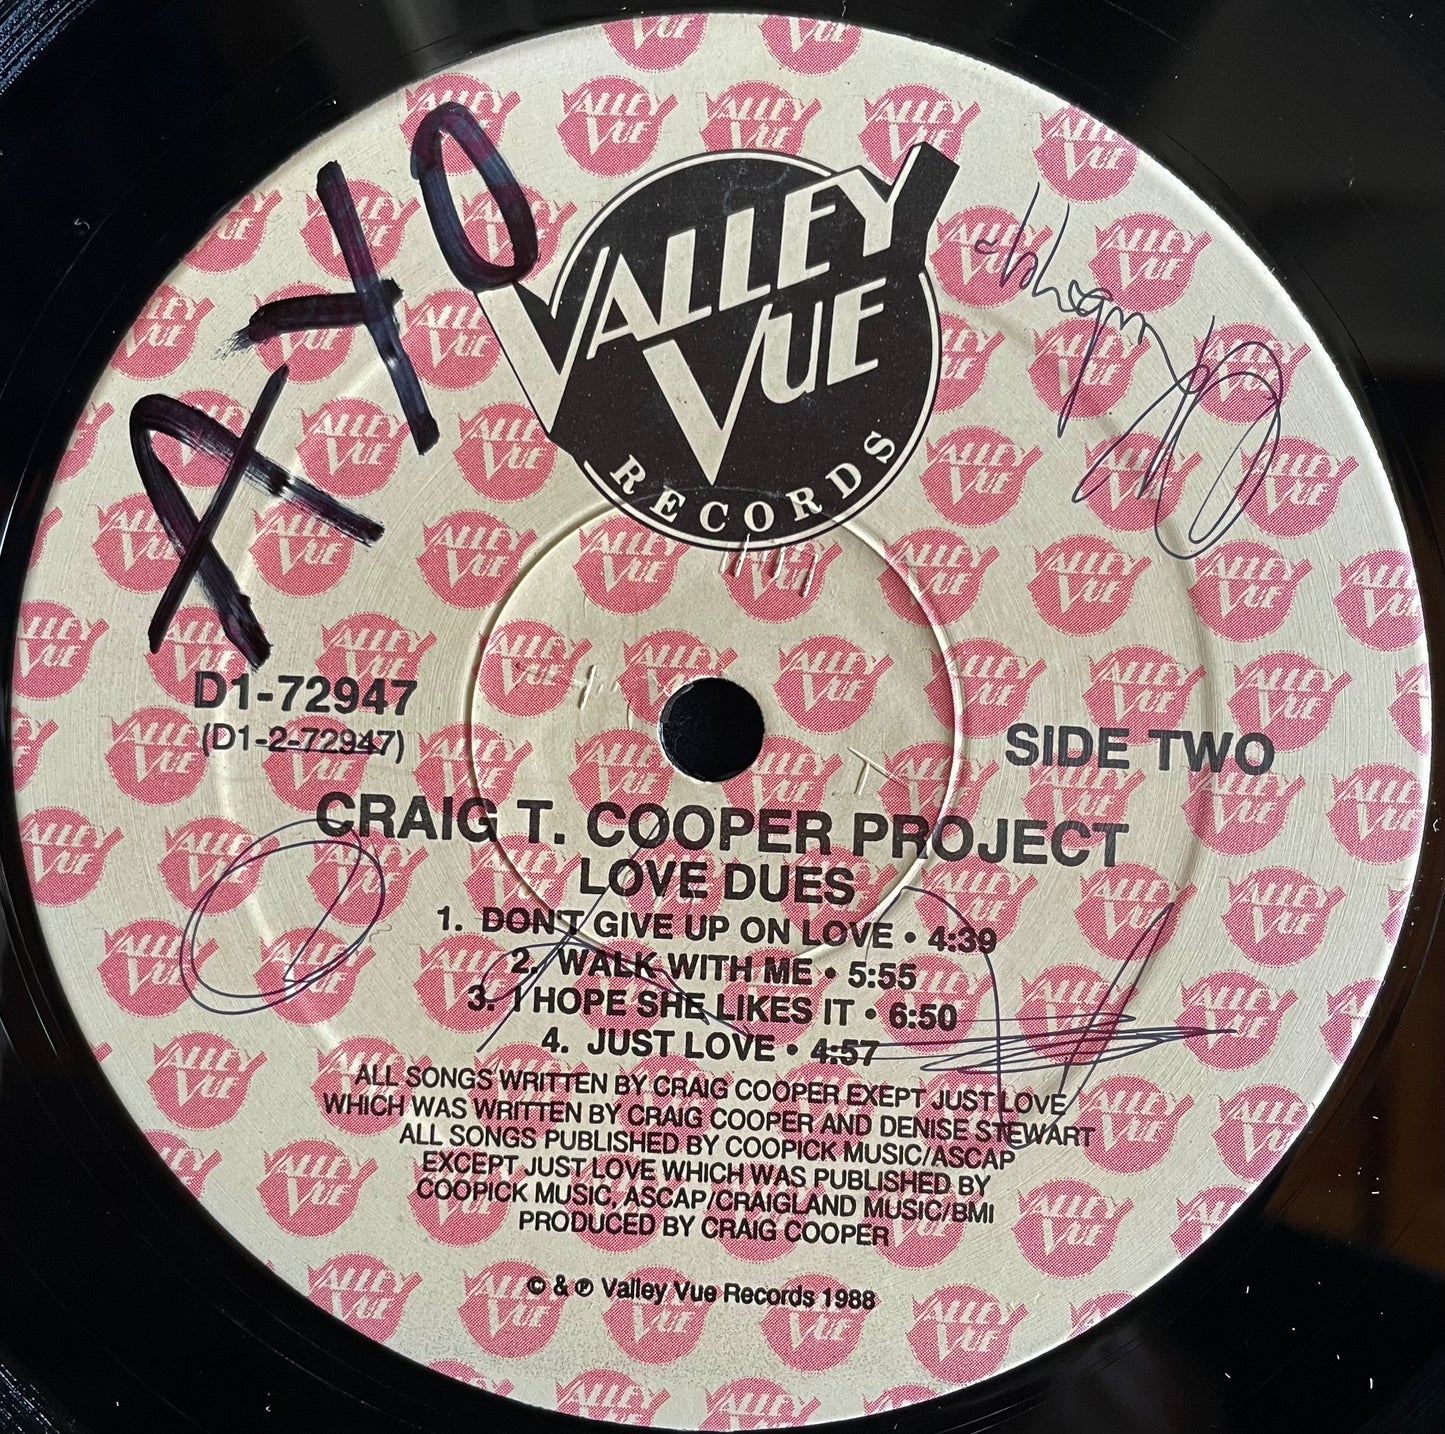 AYO
VALLEY
VUE
RECORDS
D1-72947
(D1-2-72947)
SIDE TWO
CRAIG T. COOPER PROJECT
LOVE DUES
1. DON'T GIVE UP ON LOVE • 4:39
2. WALK WITH ME • 5:55
3. I HOPE SHE LIKES IT • 6:50
4. JUST LOVE • 4:57
ALL SONGS WRITTEN BY CRAIG COOPER EXEPT JUST LOVE
WHICH WAS WRITTEN BY CRAIG COOPER AND DENISE STEWART
ALL SONGS PUBLISHED BY COOPICK MUSIC/ASCAP
EXCEPT JUST LOVE WHICH WAS PUBLISHED BY
COOPICK MUSIC, ASCAP/CRAIGLAND MUSIC/BMI
PRODUCED BY CRAIG COOPER
© & ℗ Valley Vue Records 1988